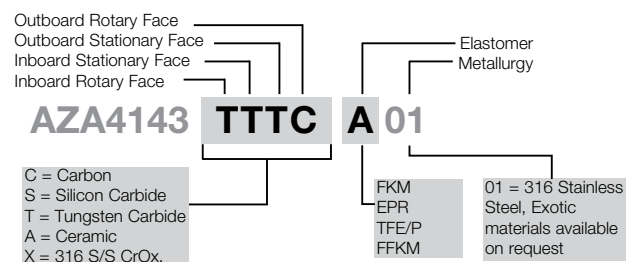 Outboard Rotary Face
Outboard Stationary Face
Inboard Stationary Face
Inboard Rotary Face
Elastomer
Metallurgy
AZA4143 TTTC A 01
C = Carbon
S = Silicon Carbide
T = Tungsten Carbide
A = Ceramic
X = 316 S/S CrOx.
FKM
EPR
TFE/P
FFKM
01 = 316 Stainless
Steel, Exotic
materials available
on request